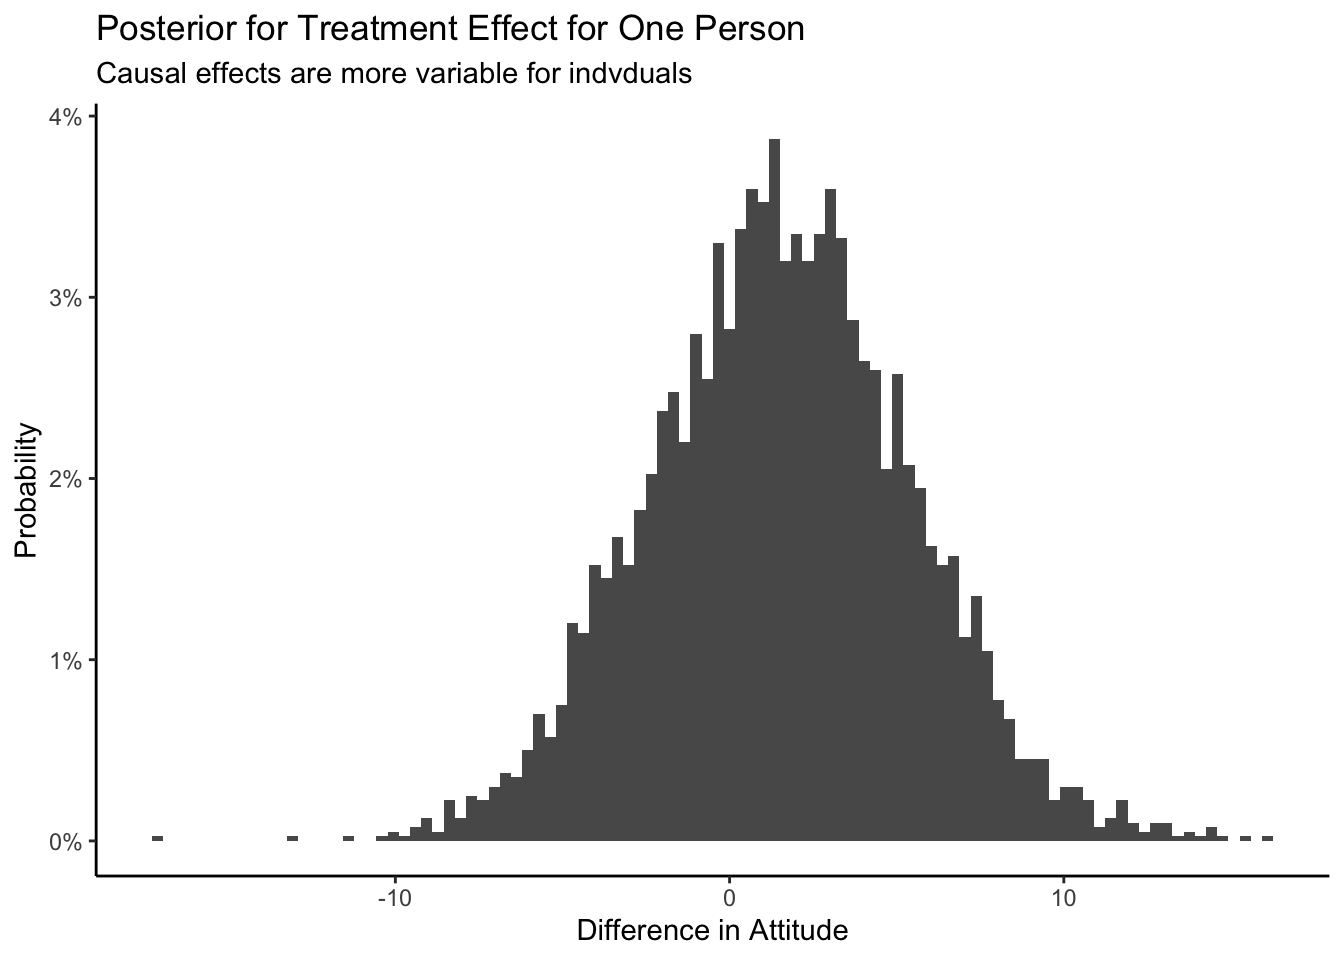 Posterior for Treatment Effect for One Person
Causal effects are more variable for indvduals
4%
3%
2%
1%
0%
Probability
-10
0
10
Difference in Attitude